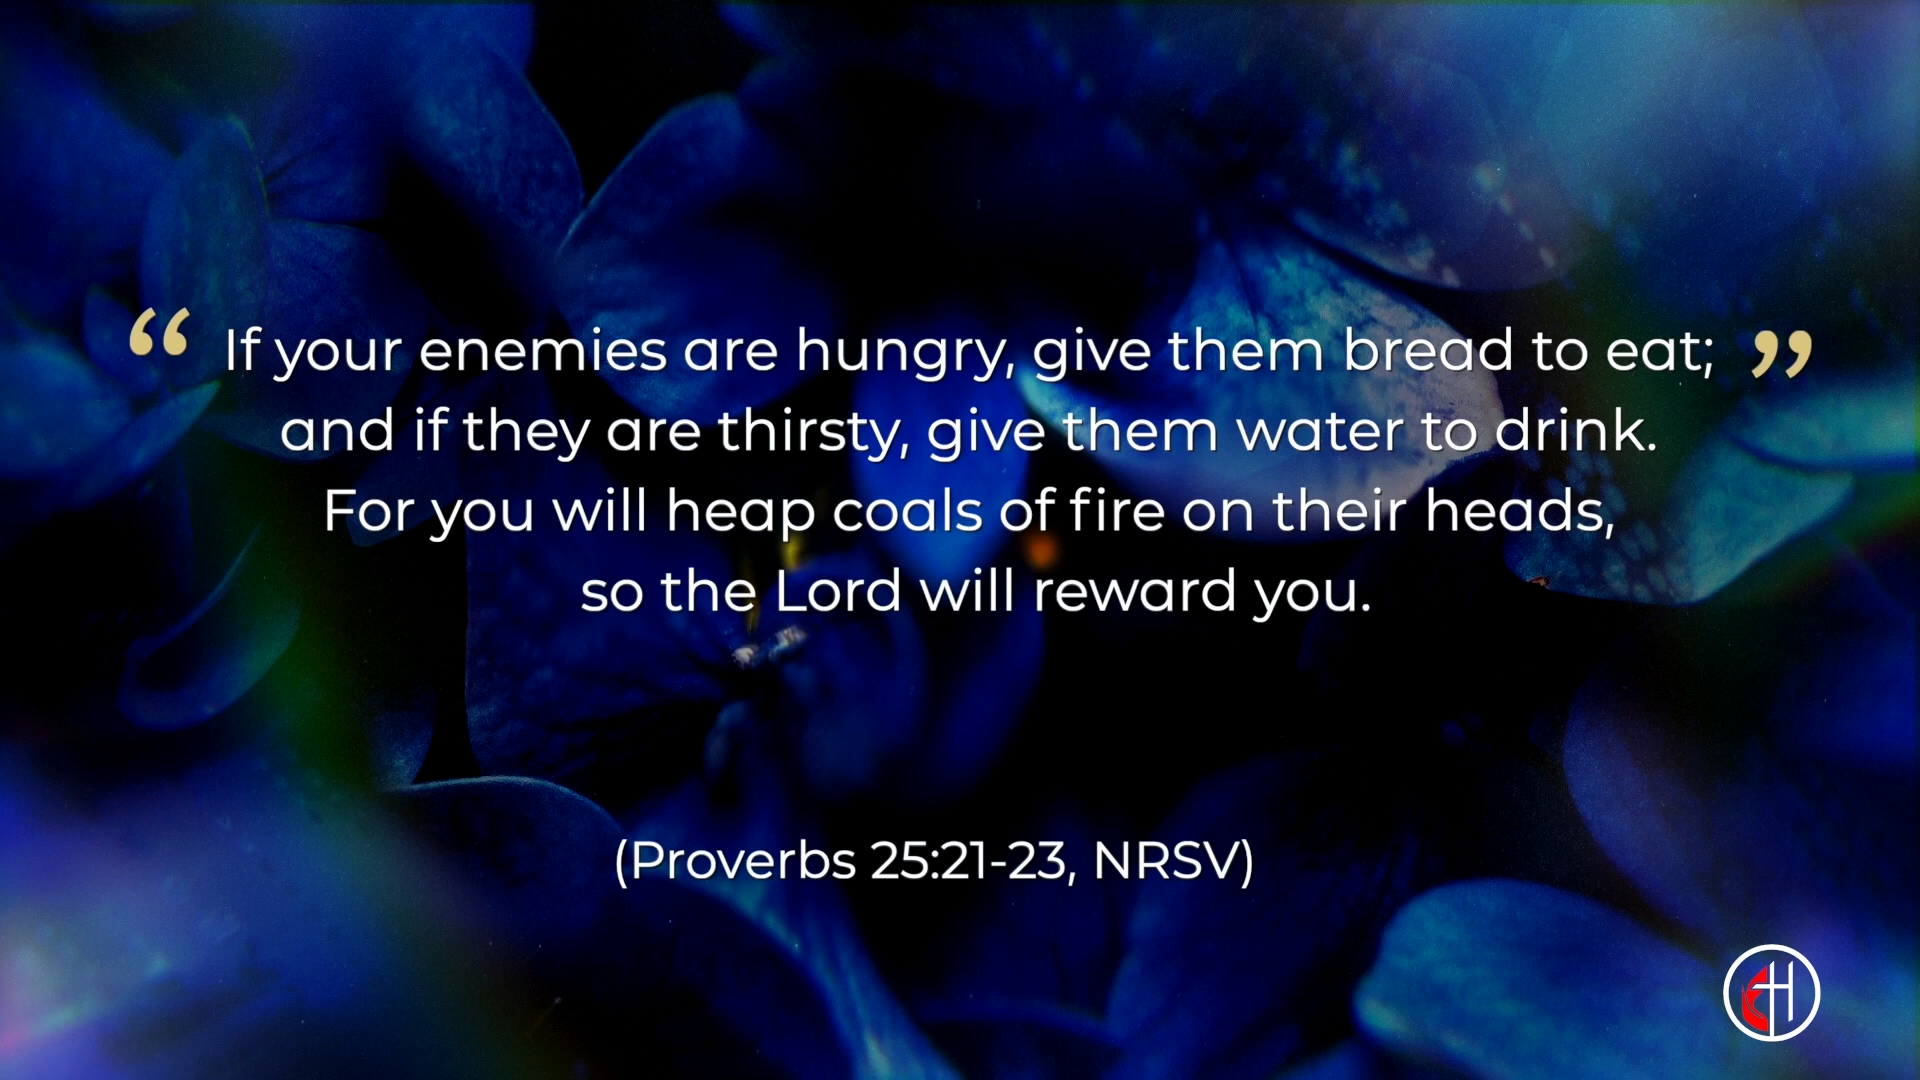 “ If your enemies are hungry, give them bread to eat; ”
and if they are thirsty, give them water to drink.
For you will heap coals of fire on their heads,
so the Lord will reward you.
(Proverbs 25:21-23, NRSV)
H